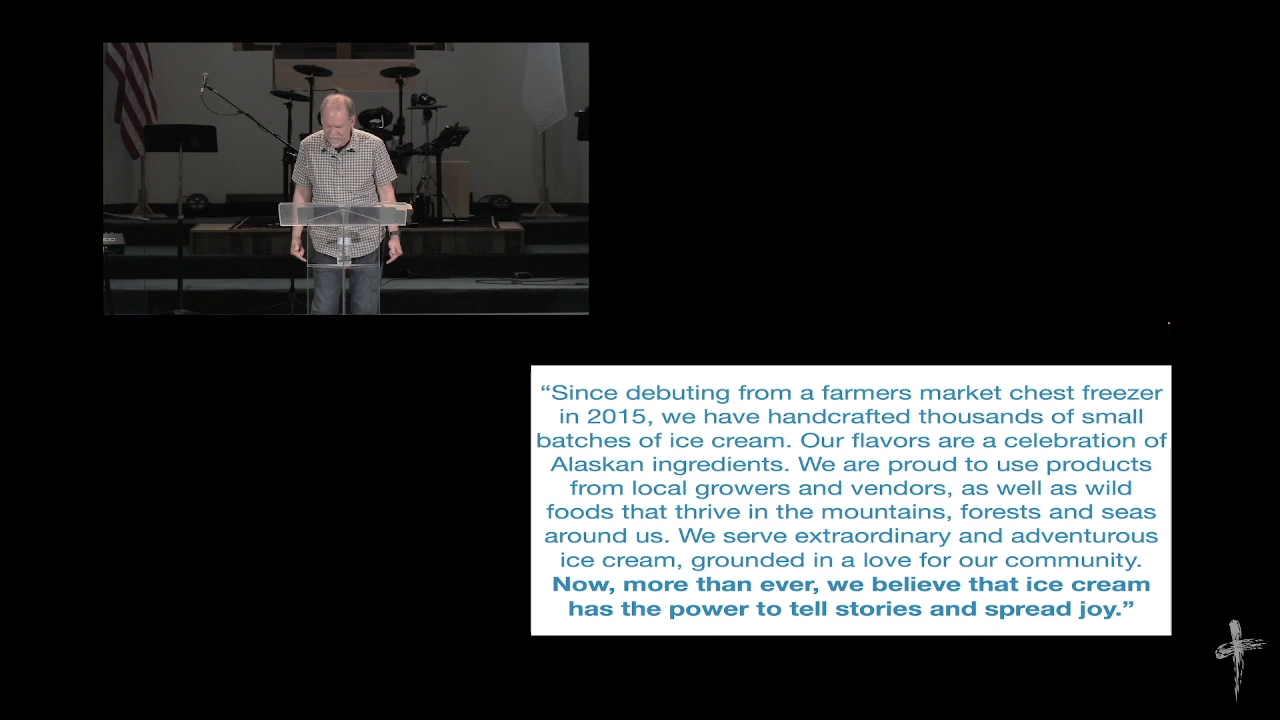 “Since debuting from a farmers market chest freezer
in 2015, we have handcrafted thousands of small
batches of ice cream. Our flavors are a celebration of
Alaskan ingredients. We are proud to use products
from local growers and vendors, as well as wild
foods that thrive in the mountains, forests and seas
around us. We serve extraordinary and adventurous
ice cream, grounded in a love for our community.
Now, more than ever, we believe that ice cream
has the power to tell stories and spread joy.”